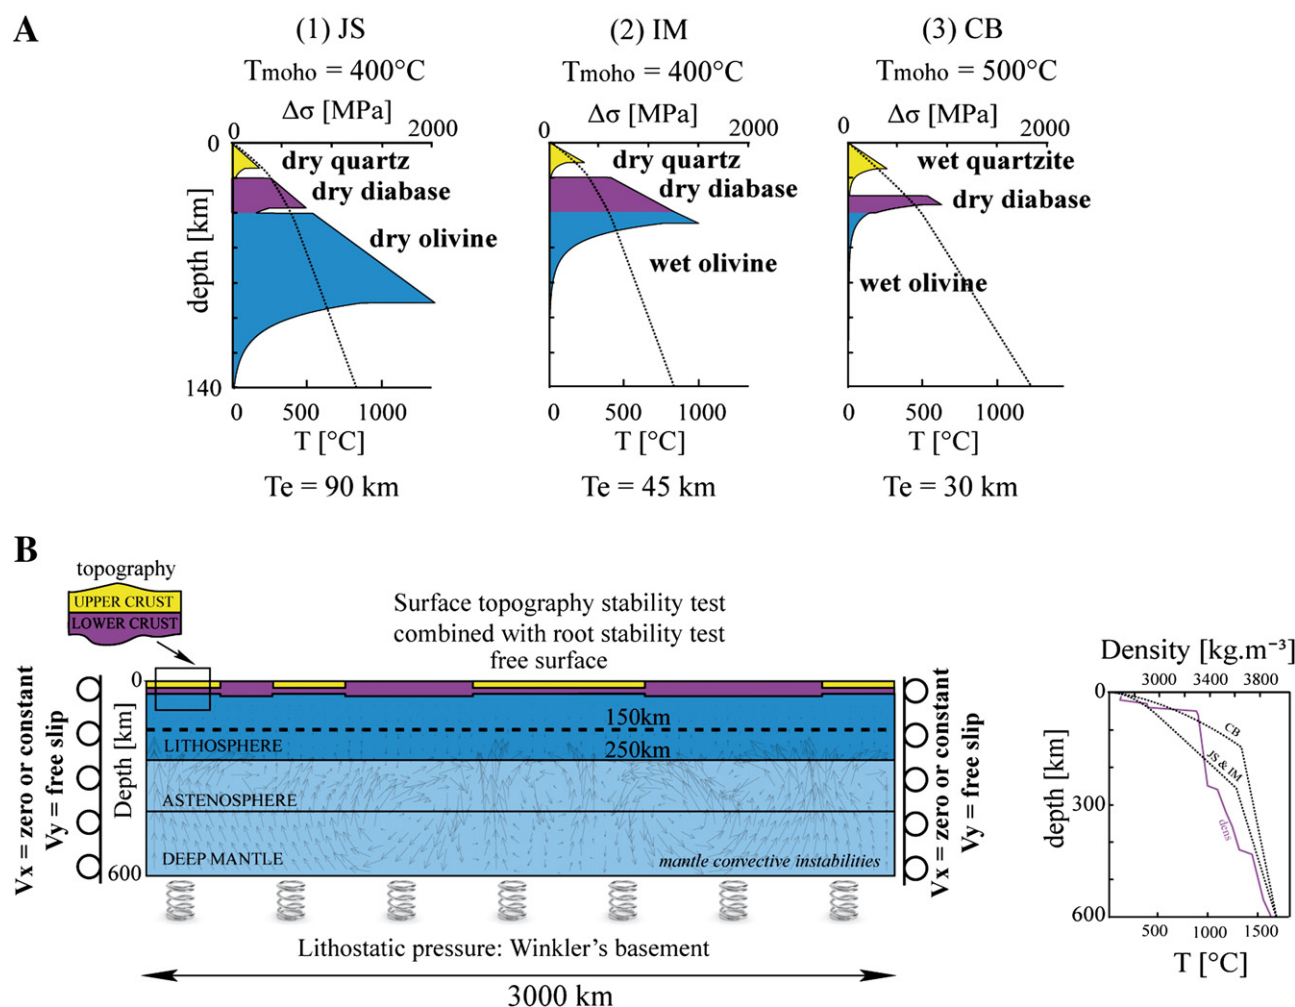 A
(1) JS
(2) IM
(3) CB
Tmoho = 400°C
Tmoho = 400°C
Tmoho = 500°C
Δσ [MPa]
Δσ [MPa]
Δσ [MPa]
0 2000
0 2000
0 2000
0
dry quartz
dry diabase
dry olivine
dry quartz
dry diabase
wet olivine
wet quartzite
dry diabase
wet olivine
depth [km]
140
0 500 1000
0 500 1000
0 500 1000
T [°C]
T [°C]
T [°C]
Te = 90 km
Te = 45 km
Te = 30 km
B
topography
UPPER CRUST
LOWER CRUST
Surface topography stability test
combined with root stability test
free surface
Vx = zero or constant
Vy = free slip
Depth [km]
0
600
150km
LITHOSPHERE
250km
ASTENOSPHERE
DEEP MANTLE
mantle convective instabilities
Vx = zero or constant
Vy = free slip
Lithostatic pressure: Winkler's basement
3000 km
Density [kg.m⁻³]
3000 3400 3800
0
300
600
depth [km]
CB
JS & IM
dens
500 1000 1500
T [°C]